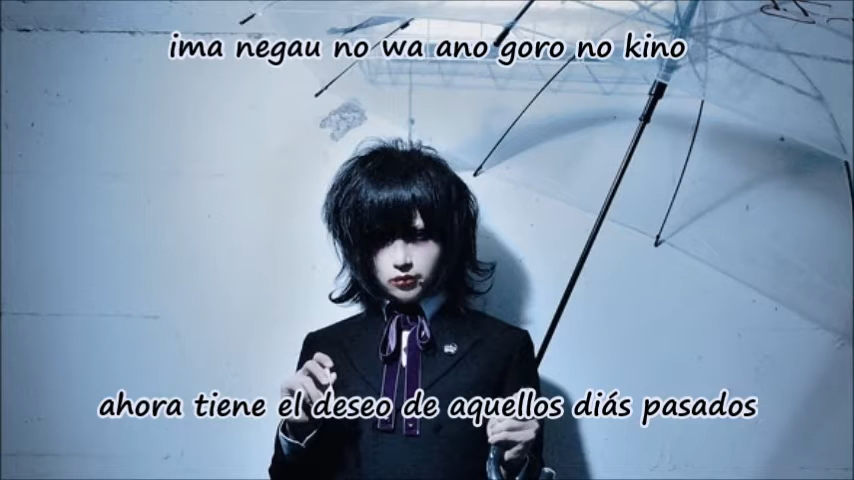 ima negau no wa ano goro no kino
ahora tiene el deseo de aquellos diás pasados